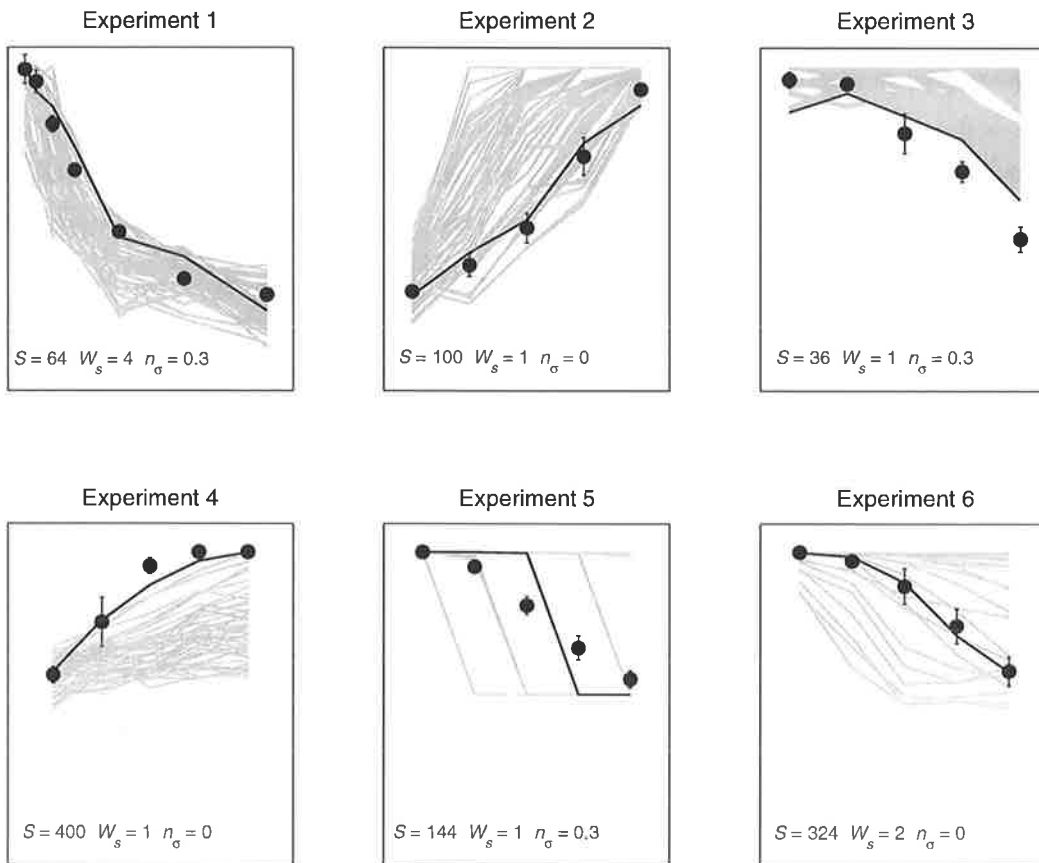 Experiment 1
Experiment 2
Experiment 3
S = 64 W_s = 4 n_σ = 0.3
S = 100 W_s = 1 n_σ = 0
S = 36 W_s = 1 n_σ = 0.3
Experiment 4
Experiment 5
Experiment 6
S = 400 W_s = 1 n_σ = 0
S = 144 W_s = 1 n_σ = 0.3
S = 324 W_s = 2 n_σ = 0